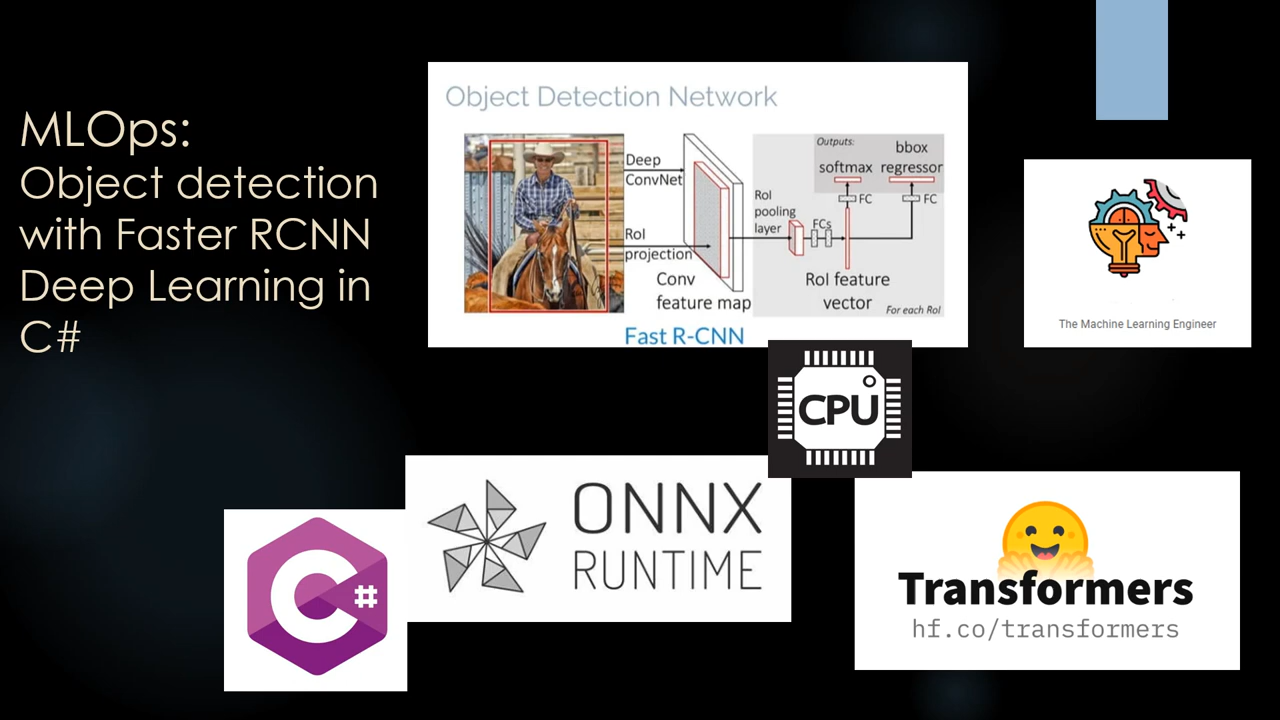 MLOps:
Object detection
with Faster RCNN
Deep Learning in
C#
Object Detection Network
Deep
ConvNet
RoI
projection
Conv
feature map
RoI
pooling
layer
FCs
Outputs:
softmax
bbox
regressor
FC
FC
RoI feature
vector
For each RoI
Fast R-CNN
The Machine Learning Engineer
CPU
ONNX
RUNTIME
C#
Transformers
hf.co/transformers